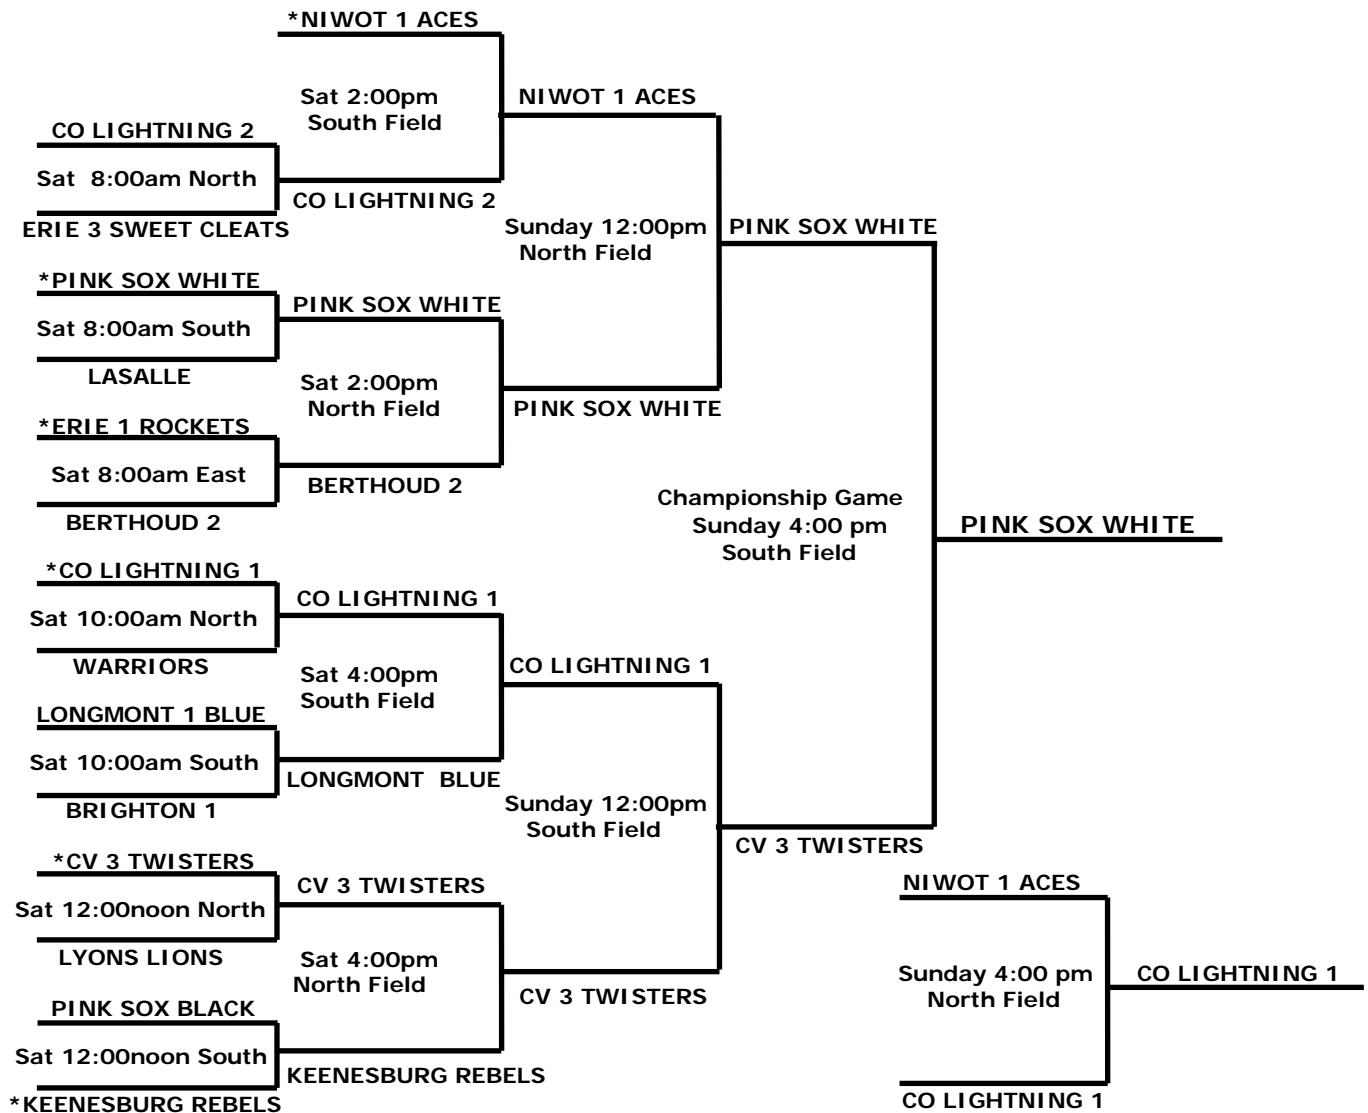 *NIWOT 1 ACES
Sat 2:00pm
South Field
NIWOT 1 ACES
CO LIGHTNING 2
Sat 8:00am North
ERIE 3 SWEET CLEATS
CO LIGHTNING 2
Sunday 12:00pm
North Field
PINK SOX WHITE
*PINK SOX WHITE
Sat 8:00am South
LASALLE
PINK SOX WHITE
Sat 2:00pm
North Field
PINK SOX WHITE
*ERIE 1 ROCKETS
Sat 8:00am East
BERTHOUD 2
BERTHOUD 2
Championship Game
Sunday 4:00 pm
South Field
PINK SOX WHITE
*CO LIGHTNING 1
Sat 10:00am North
WARRIORS
CO LIGHTNING 1
Sat 4:00pm
South Field
CO LIGHTNING 1
LONGMONT 1 BLUE
Sat 10:00am South
BRIGHTON 1
LONGMONT BLUE
Sunday 12:00pm
South Field
CV 3 TWISTERS
*CV 3 TWISTERS
Sat 12:00noon North
LYONS LIONS
CV 3 TWISTERS
Sat 4:00pm
North Field
CV 3 TWISTERS
PINK SOX BLACK
Sat 12:00noon South
*KEENESBURG REBELS
KEENESBURG REBELS
NIWOT 1 ACES
Sunday 4:00 pm
North Field
CO LIGHTNING 1
CO LIGHTNING 1